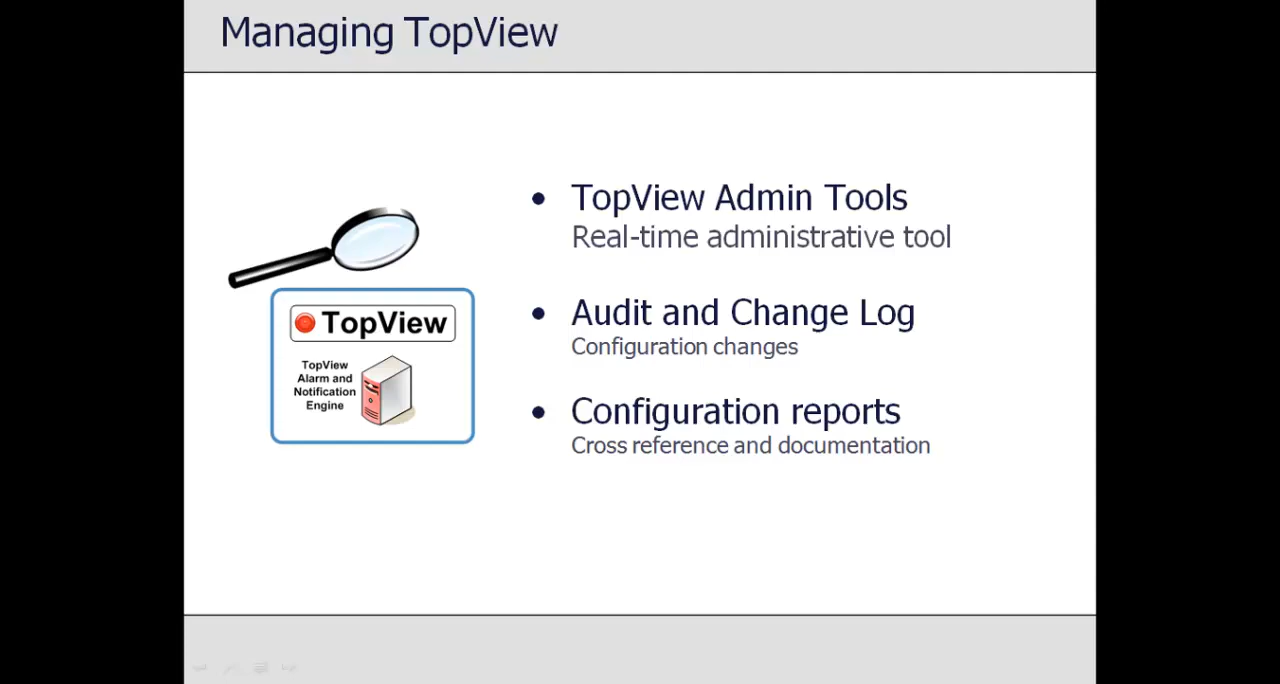 Managing TopView
• TopView Admin Tools
Real-time administrative tool
• Audit and Change Log
Configuration changes
• Configuration reports
Cross reference and documentation
TopView
TopView
Alarm and
Notification
Engine